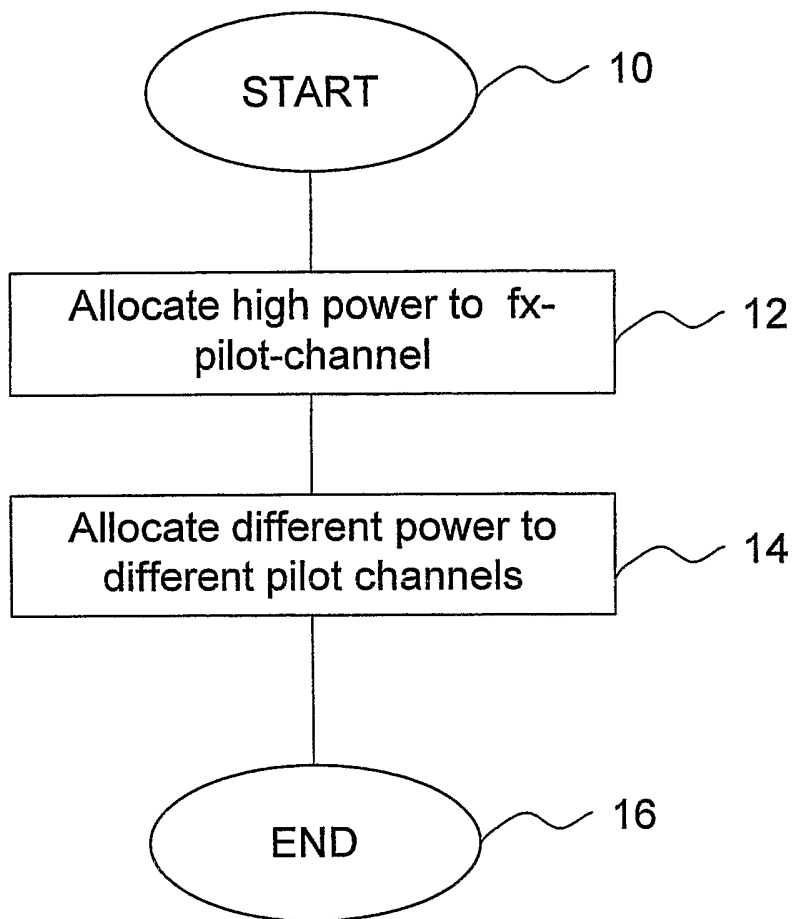 START
10
Allocate high power to fx-
pilot-channel
12
Allocate different power to
different pilot channels
14
END
16